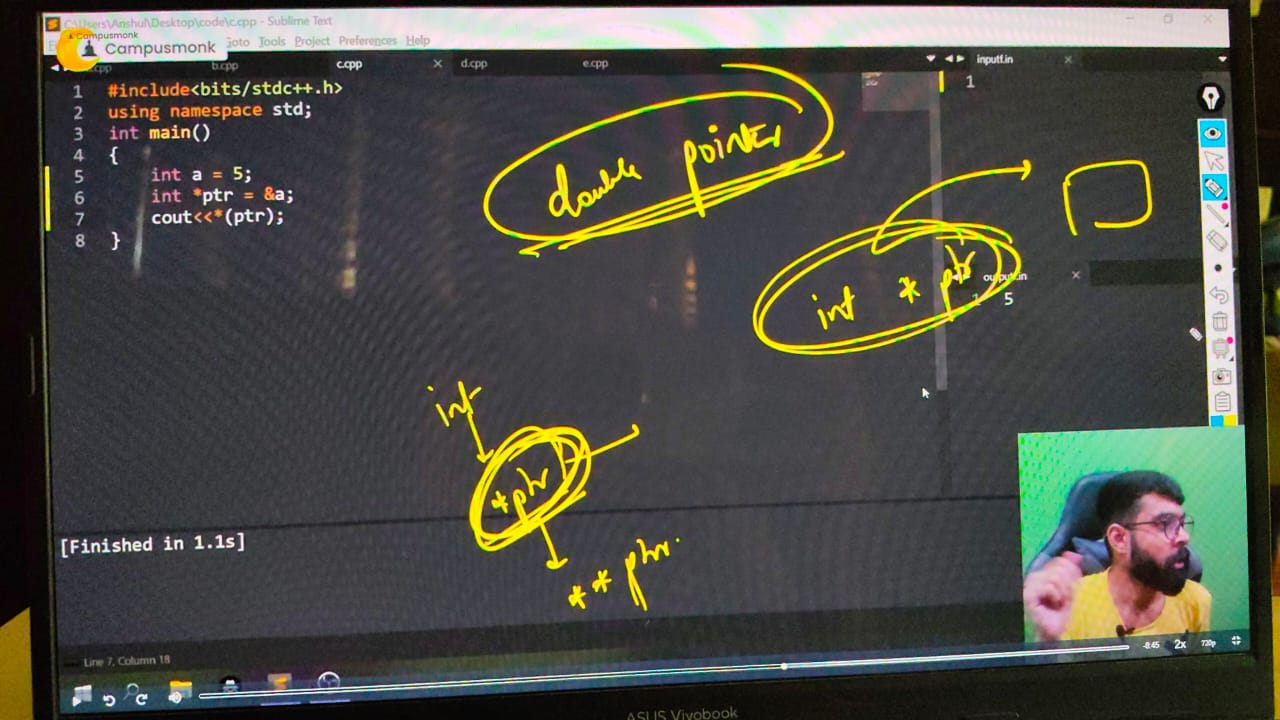 C:\Users\Anshul\Desktop\code\c.cpp - Sublime Text
Campusmonk
Campusmonk
Goto Tools Project Preferences Help
b.cpp c.cpp d.cpp e.cpp
inputf.in
1
1 #include<bits/stdc++.h>
2 using namespace std;
3 int main()
4 {
5 int a = 5;
6 int *ptr = &a;
7 cout<<*(ptr);
8 }
double pointer
int * ptr
1 5
int
*ptr
** ptr.
[Finished in 1.1s]
Line 7, Column 18
-8:45 2x 720p
ASUS Vivobook